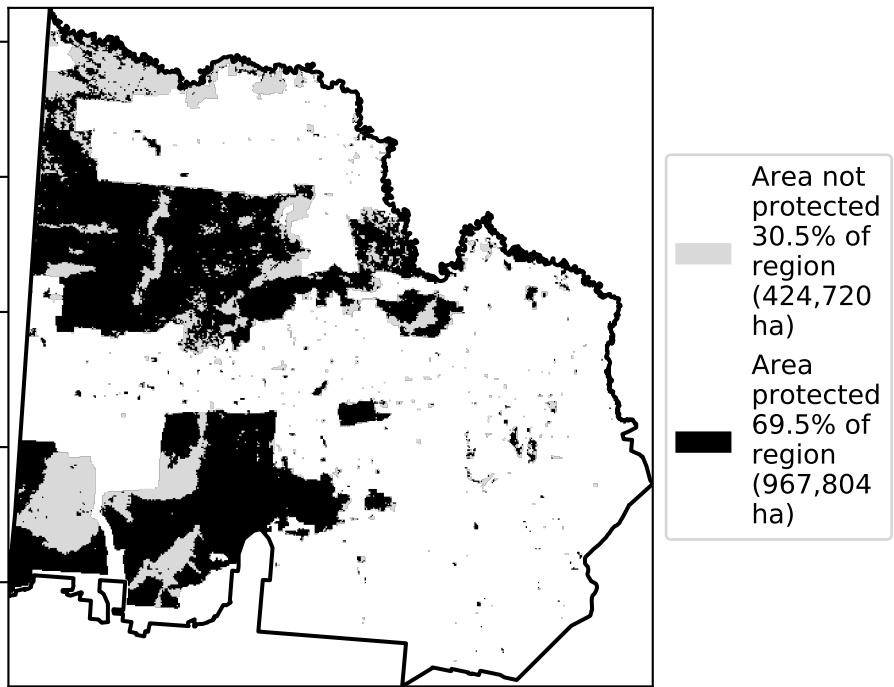 Area not
protected
30.5% of
region
(424,720
ha)
Area
protected
69.5% of
region
(967,804
ha)